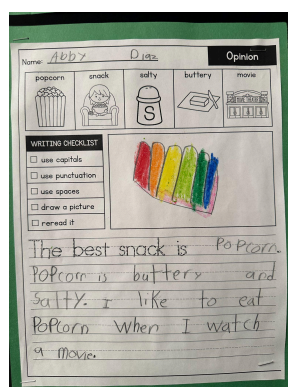 Name: Abby Diaz
Opinion
popcorn snack salty buttery movie
S
WRITING CHECKLIST
use capitals
use punctuation
use spaces
draw a picture
reread it
The best snack is PoPcorn.
POPcorn is buttery and
Salty. I like to eat
PoPcorn when I watch
a movie.